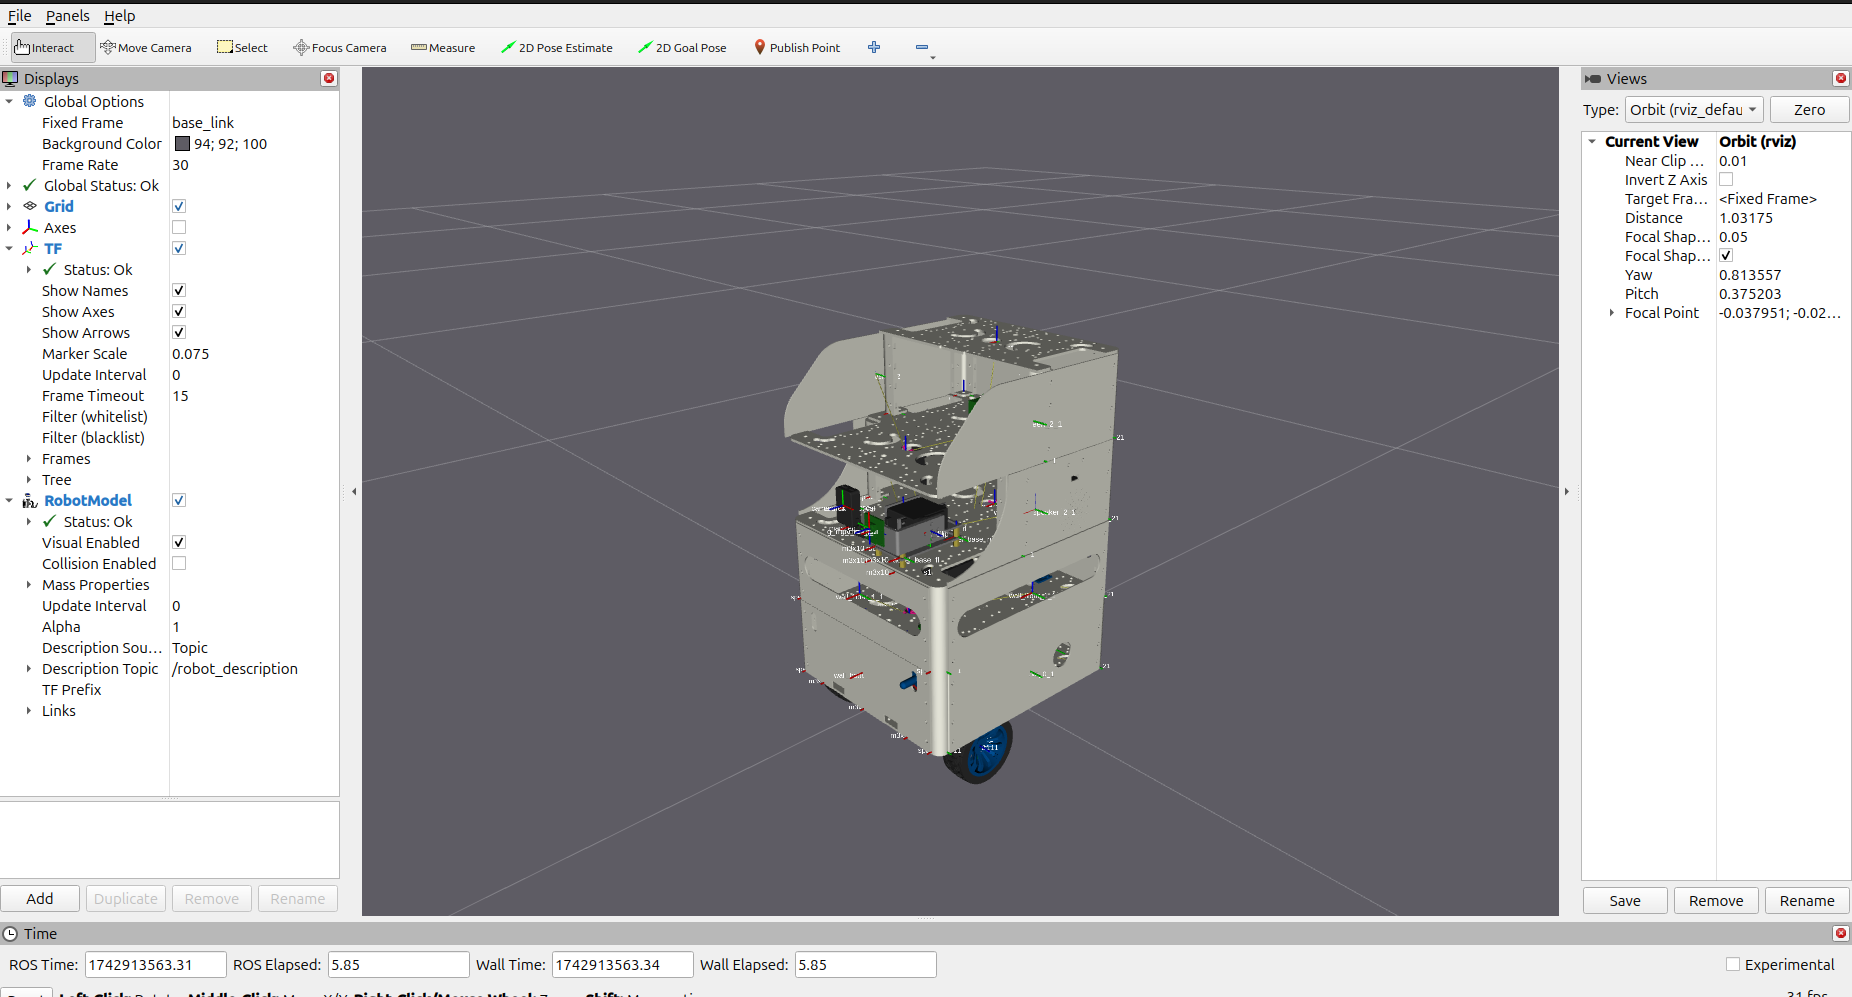 File Panels Help
Interact Move Camera Select Focus Camera Measure 2D Pose Estimate 2D Goal Pose Publish Point
Displays
Global Options
Fixed Frame base_link
Background Color 94; 92; 100
Frame Rate 30
Global Status: Ok
Grid
Axes
TF
Status: Ok
Show Names
Show Axes
Show Arrows
Marker Scale 0.075
Update Interval 0
Frame Timeout 15
Filter (whitelist)
Filter (blacklist)
Frames
Tree
RobotModel
Status: Ok
Visual Enabled
Collision Enabled
Mass Properties
Update Interval 0
Alpha 1
Description Sou... Topic
Description Topic /robot_description
TF Prefix
Links
Add Duplicate Remove Rename
21
21
21
m3x10
m3x10
Views
Type: Orbit (rviz_defau Zero
Current View Orbit (rviz)
Near Clip ... 0.01
Invert Z Axis
Target Fra... <Fixed Frame>
Distance 1.03175
Focal Shap... 0.05
Focal Shap...
Yaw 0.813557
Pitch 0.375203
Focal Point -0.037951; -0.02...
Save Remove Rename
Time
ROS Time: 1742913563.31 ROS Elapsed: 5.85 Wall Time: 1742913563.34 Wall Elapsed: 5.85 Experimental
31 fps